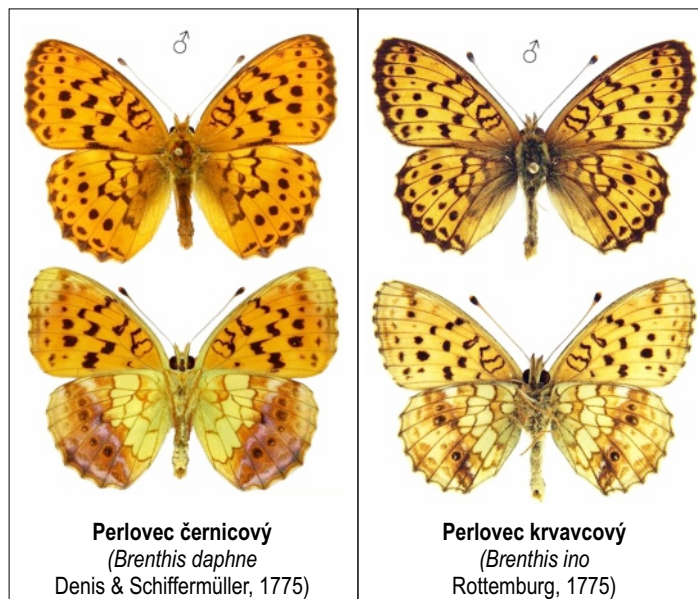 ♂
♂
Perlovec černicový
(Brenthis daphne
Denis & Schiffermüller, 1775)
Perlovec krvavcový
(Brenthis ino
Rottemburg, 1775)